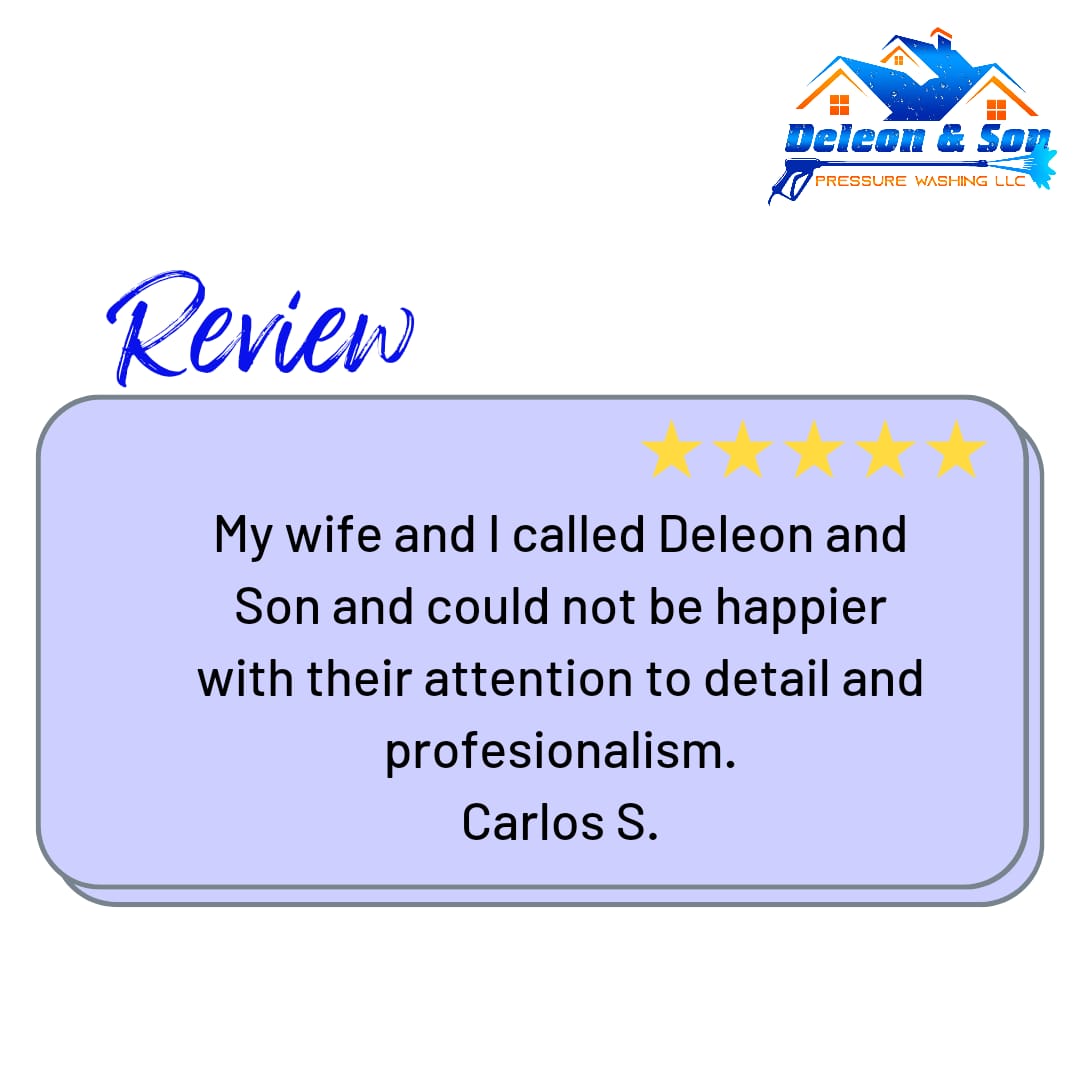 Deleon & Son
PRESSURE WASHING LLC
Review
My wife and I called Deleon and
Son and could not be happier
with their attention to detail and
profesionalism.
Carlos S.